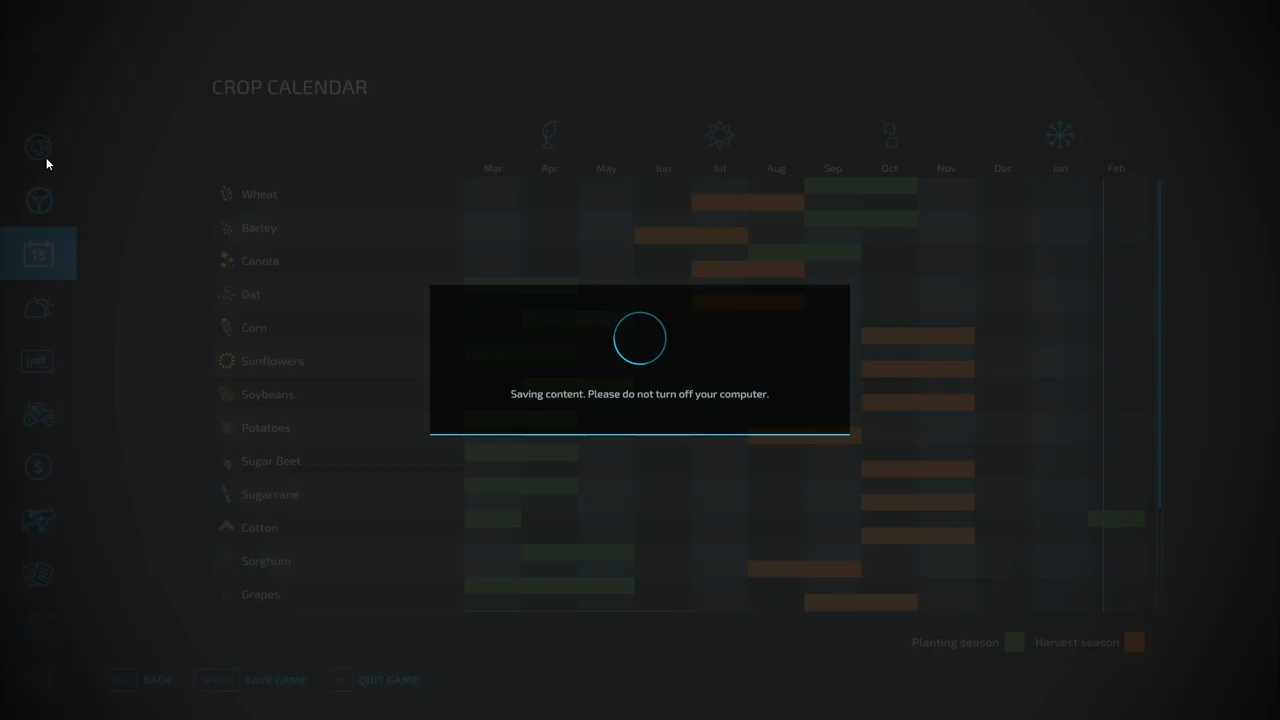 CROP CALENDAR
Mar Apr May Jun Jul Aug Sep Oct Nov Dec Jan Feb
Wheat
Barley
Canola
Oat
Corn
Sunflowers
Soybeans
Potatoes
Sugar Beet
Sugarcane
Cotton
Sorghum
Grapes
15
Saving content. Please do not turn off your computer.
Planting season Harvest season
BACK SAVE GAME QUIT GAME